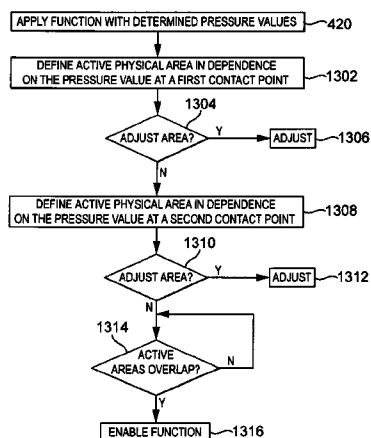 APPLY FUNCTION WITH DETERMINED PRESSURE VALUES
420
DEFINE ACTIVE PHYSICAL AREA IN DEPENDENCE
ON THE PRESSURE VALUE AT A FIRST CONTACT POINT
1302
1304
ADJUST AREA?
Y
ADJUST
1306
N
DEFINE ACTIVE PHYSICAL AREA IN DEPENDENCE
ON THE PRESSURE VALUE AT A SECOND CONTACT POINT
1308
1310
ADJUST AREA?
Y
ADJUST
1312
N
1314
ACTIVE
AREAS OVERLAP?
N
Y
ENABLE FUNCTION
1316